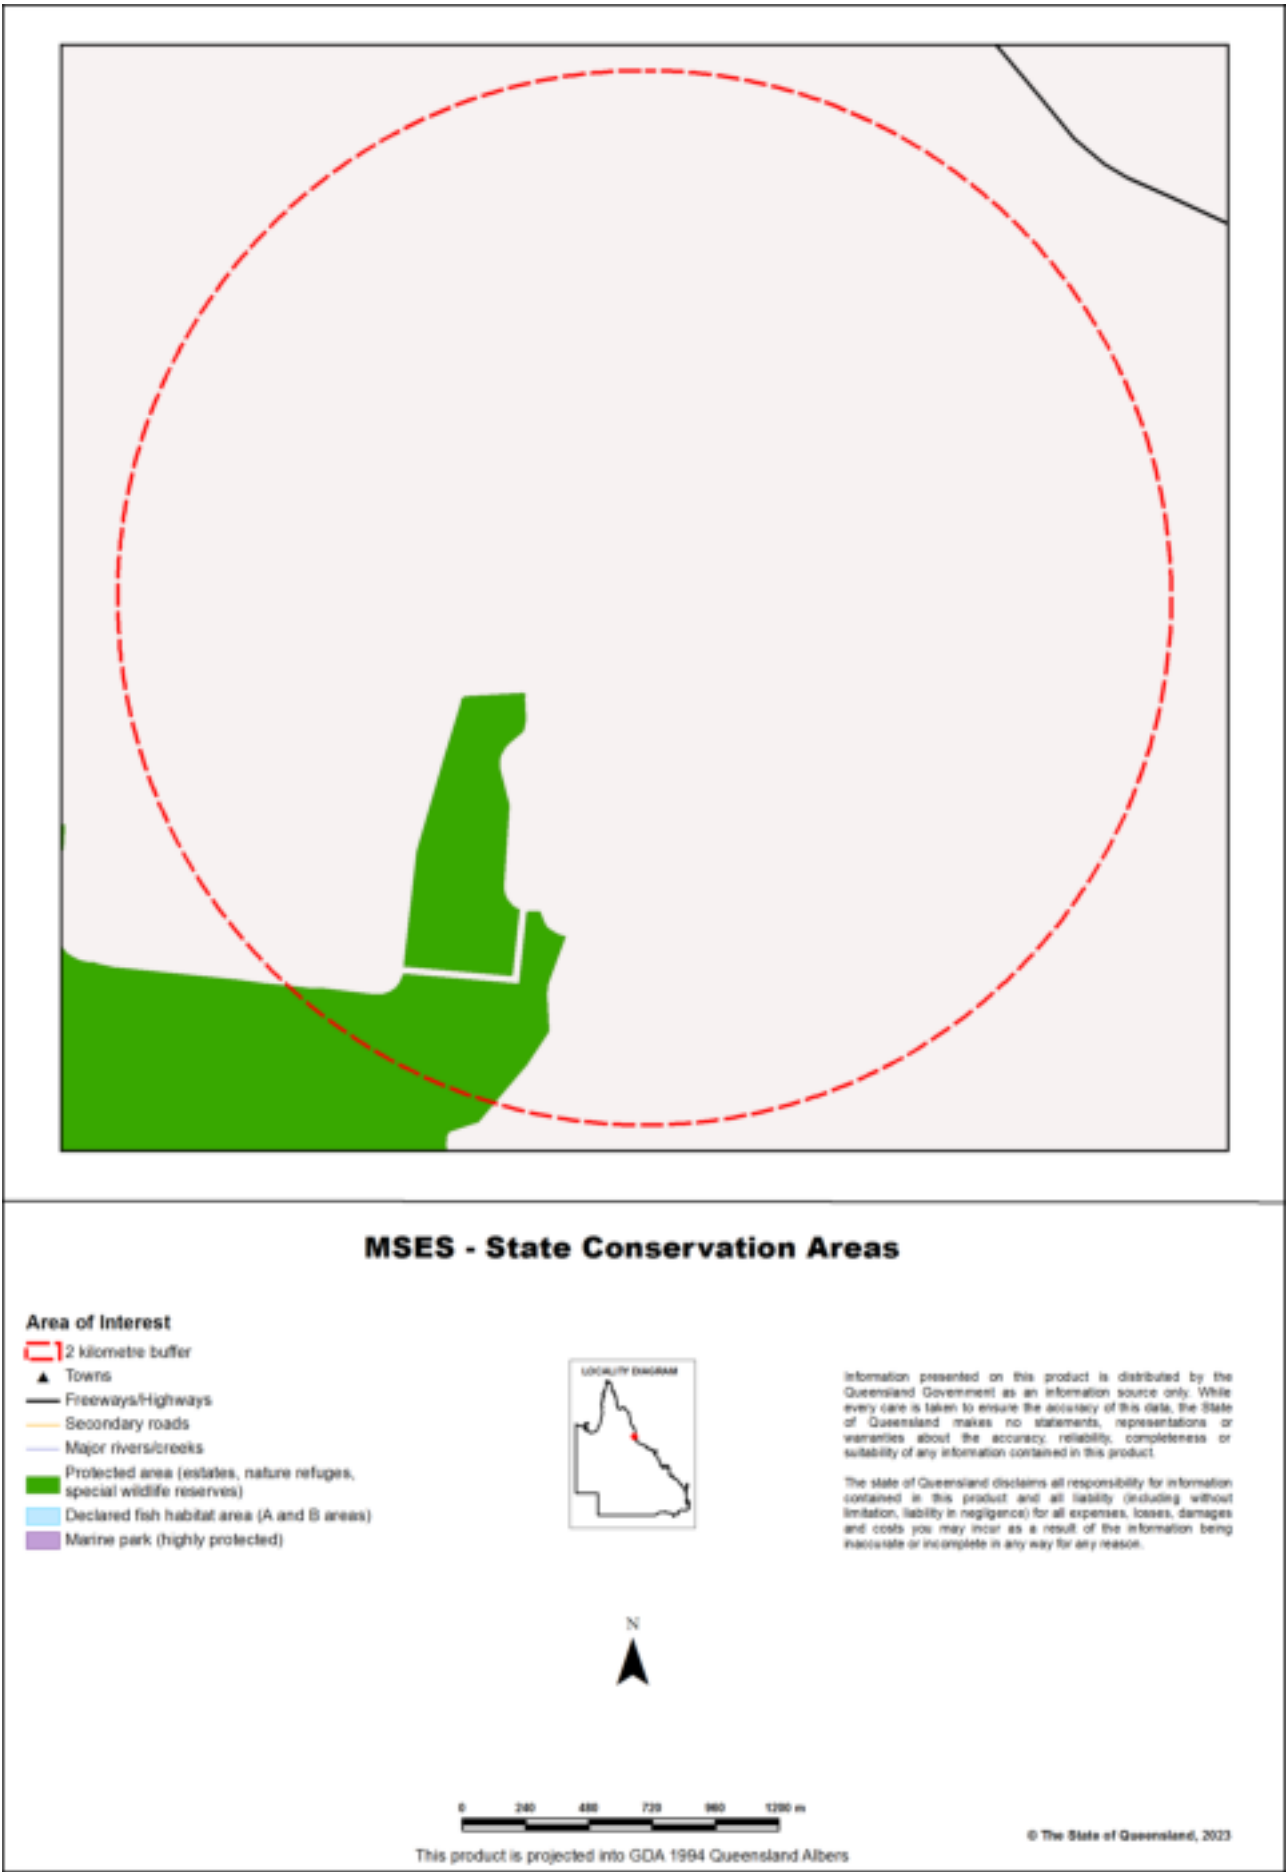 MSES - State Conservation Areas
Area of Interest
2 kilometre buffer
Towns
Freeways/Highways
Secondary roads
Major rivers/creeks
Protected area (estates, nature refuges,
special wildlife reserves)
Declared fish habitat area (A and B areas)
Marine park (highly protected)
LOCALITY DIAGRAM
Information presented on this product is distributed by the
Queensland Government as an information source only. While
every care is taken to ensure the accuracy of this data, the State
of Queensland makes no statements, representations or
warranties about the accuracy, reliability, completeness or
suitability of any information contained in this product.
The state of Queensland disclaims all responsibility for information
contained in this product and all liability (including without
limitation, liability in negligence) for all expenses, losses, damages
and costs you may incur as a result of the information being
inaccurate or incomplete in any way for any reason.
N
0 240 480 720 960 1200 m
© The State of Queensland, 2023
This product is projected into GDA 1994 Queensland Albers